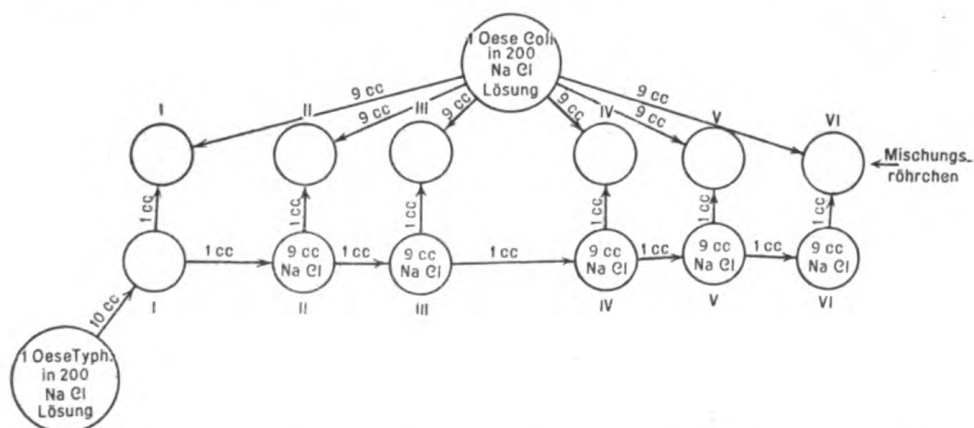 1 Oese Coli
in 200
Na Cl
Lösung
9 cc
9 cc
9 cc
9 cc
9 cc
9 cc
I
II
III
IV
V
VI
Mischungs-
röhrchen
1 cc
1 cc
1 cc
1 cc
1 cc
1 cc
1 cc
1 cc
1 cc
1 cc
1 cc
9 cc
Na Cl
9 cc
Na Cl
9 cc
Na Cl
9 cc
Na Cl
9 cc
Na Cl
I
II
III
IV
V
VI
10 cc
1 Oese Typh.
in 200
Na Cl
Lösung